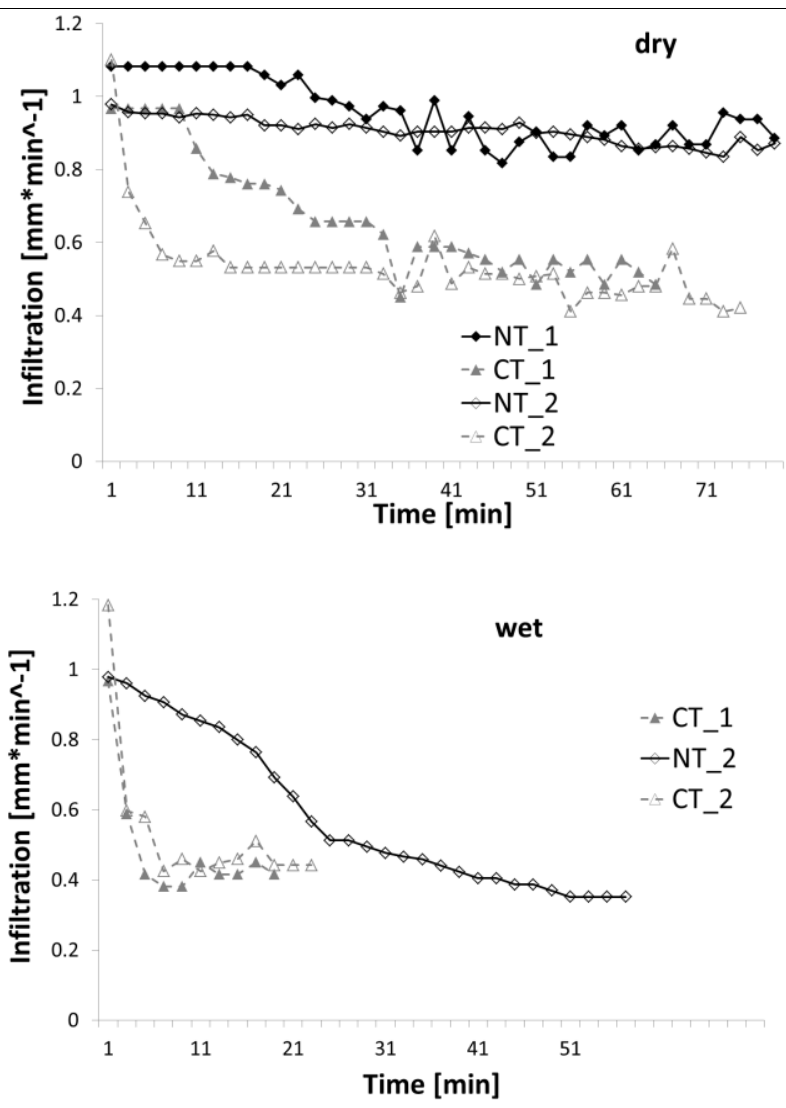 dry
Infiltration [mm*min^-1]
1.2
1
0.8
0.6
0.4
0.2
0
NT_1
CT_1
NT_2
CT_2
1 11 21 31 41 51 61 71
Time [min]
wet
Infiltration [mm*min^-1]
1.2
1
0.8
0.6
0.4
0.2
0
CT_1
NT_2
CT_2
1 11 21 31 41 51
Time [min]